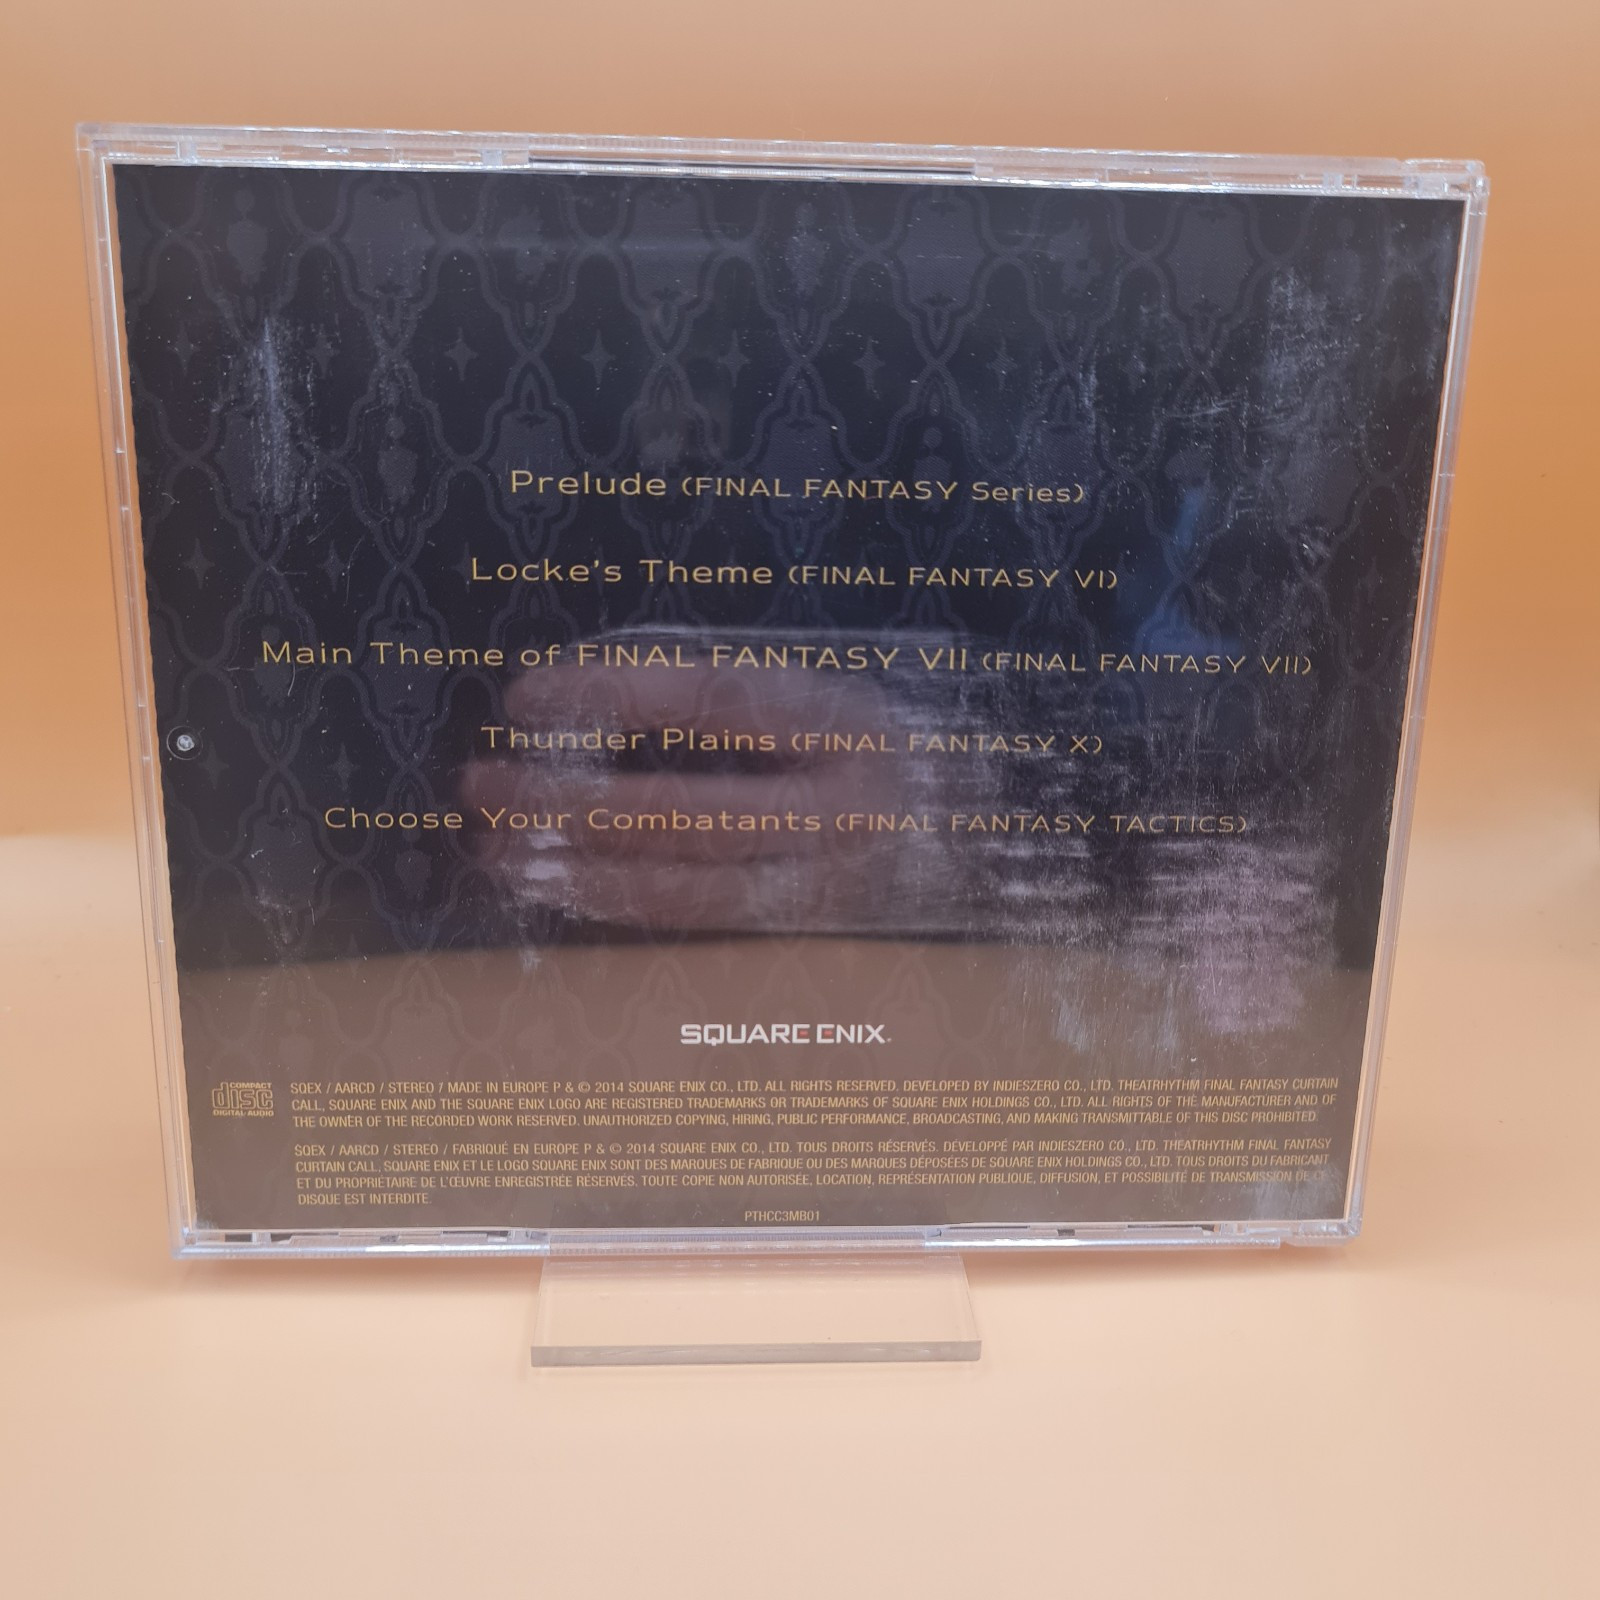 Prelude (FINAL FANTASY Series)
Locke's Theme (FINAL FANTASY VI)
Main Theme of FINAL FANTASY VII (FINAL FANTASY VII)
Thunder Plains (FINAL FANTASY X)
Choose Your Combatants (FINAL FANTASY TACTICS)
SQUARE ENIX.
COMPACT
disc
DIGITAL AUDIO
SQEX / AARCD / STEREO / MADE IN EUROPE P & © 2014 SQUARE ENIX CO., LTD. ALL RIGHTS RESERVED. DEVELOPED BY INDIESZERO CO., LTD. THEATRHYTHM FINAL FANTASY CURTAIN
CALL, SQUARE ENIX AND THE SQUARE ENIX LOGO ARE REGISTERED TRADEMARKS OR TRADEMARKS OF SQUARE ENIX HOLDINGS CO., LTD. ALL RIGHTS OF THE MANUFACTURER AND OF
THE OWNER OF THE RECORDED WORK RESERVED. UNAUTHORIZED COPYING, HIRING, PUBLIC PERFORMANCE, BROADCASTING, AND MAKING TRANSMITTABLE OF THIS DISC PROHIBITED.
SQEX / AARCD / STEREO / FABRIQUÉ EN EUROPE P & © 2014 SQUARE ENIX CO., LTD. TOUS DROITS RÉSERVÉS. DÉVELOPPÉ PAR INDIESZERO CO., LTD. THEATRHYTHM FINAL FANTASY
CURTAIN CALL, SQUARE ENIX ET LE LOGO SQUARE ENIX SONT DES MARQUES DE FABRIQUE OU DES MARQUES DÉPOSÉES DE SQUARE ENIX HOLDINGS CO., LTD. TOUS DROITS DU FABRICANT
ET DU PROPRIÉTAIRE DE L'ŒUVRE ENREGISTRÉE RÉSERVÉS. TOUTE COPIE NON AUTORISÉE, LOCATION, REPRÉSENTATION PUBLIQUE, DIFFUSION, ET POSSIBILITÉ DE TRANSMISSION DE CE
DISQUE EST INTERDITE.
PTHCC3MB01